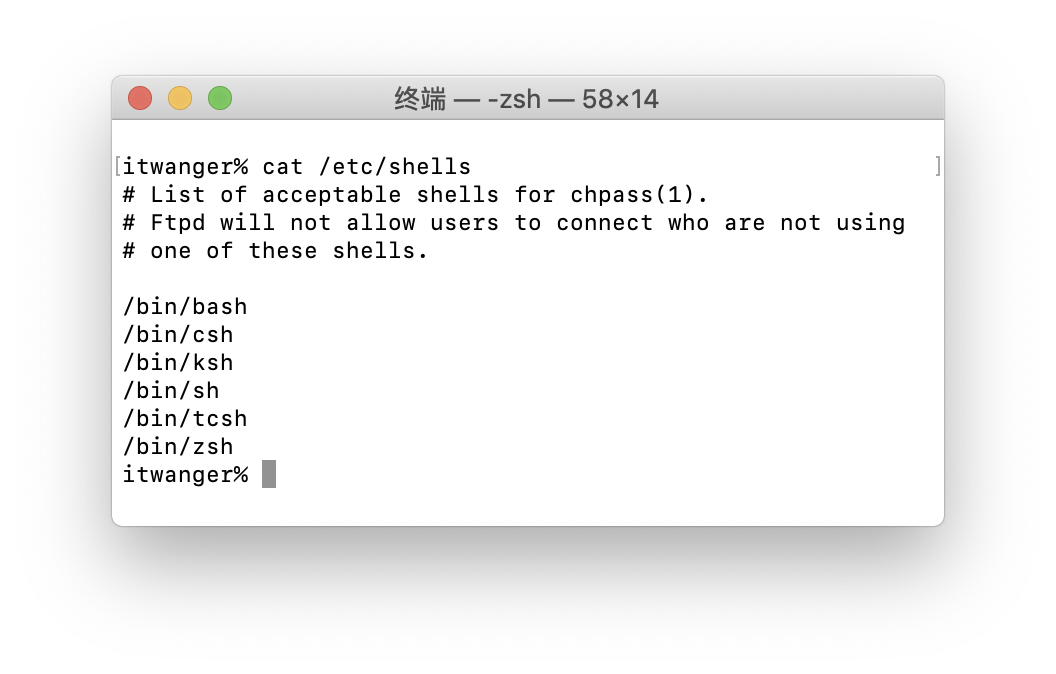 终端 — -zsh — 58×14
[itwanger% cat /etc/shells ]
# List of acceptable shells for chpass(1).
# Ftpd will not allow users to connect who are not using
# one of these shells.
/bin/bash
/bin/csh
/bin/ksh
/bin/sh
/bin/tcsh
/bin/zsh
itwanger%